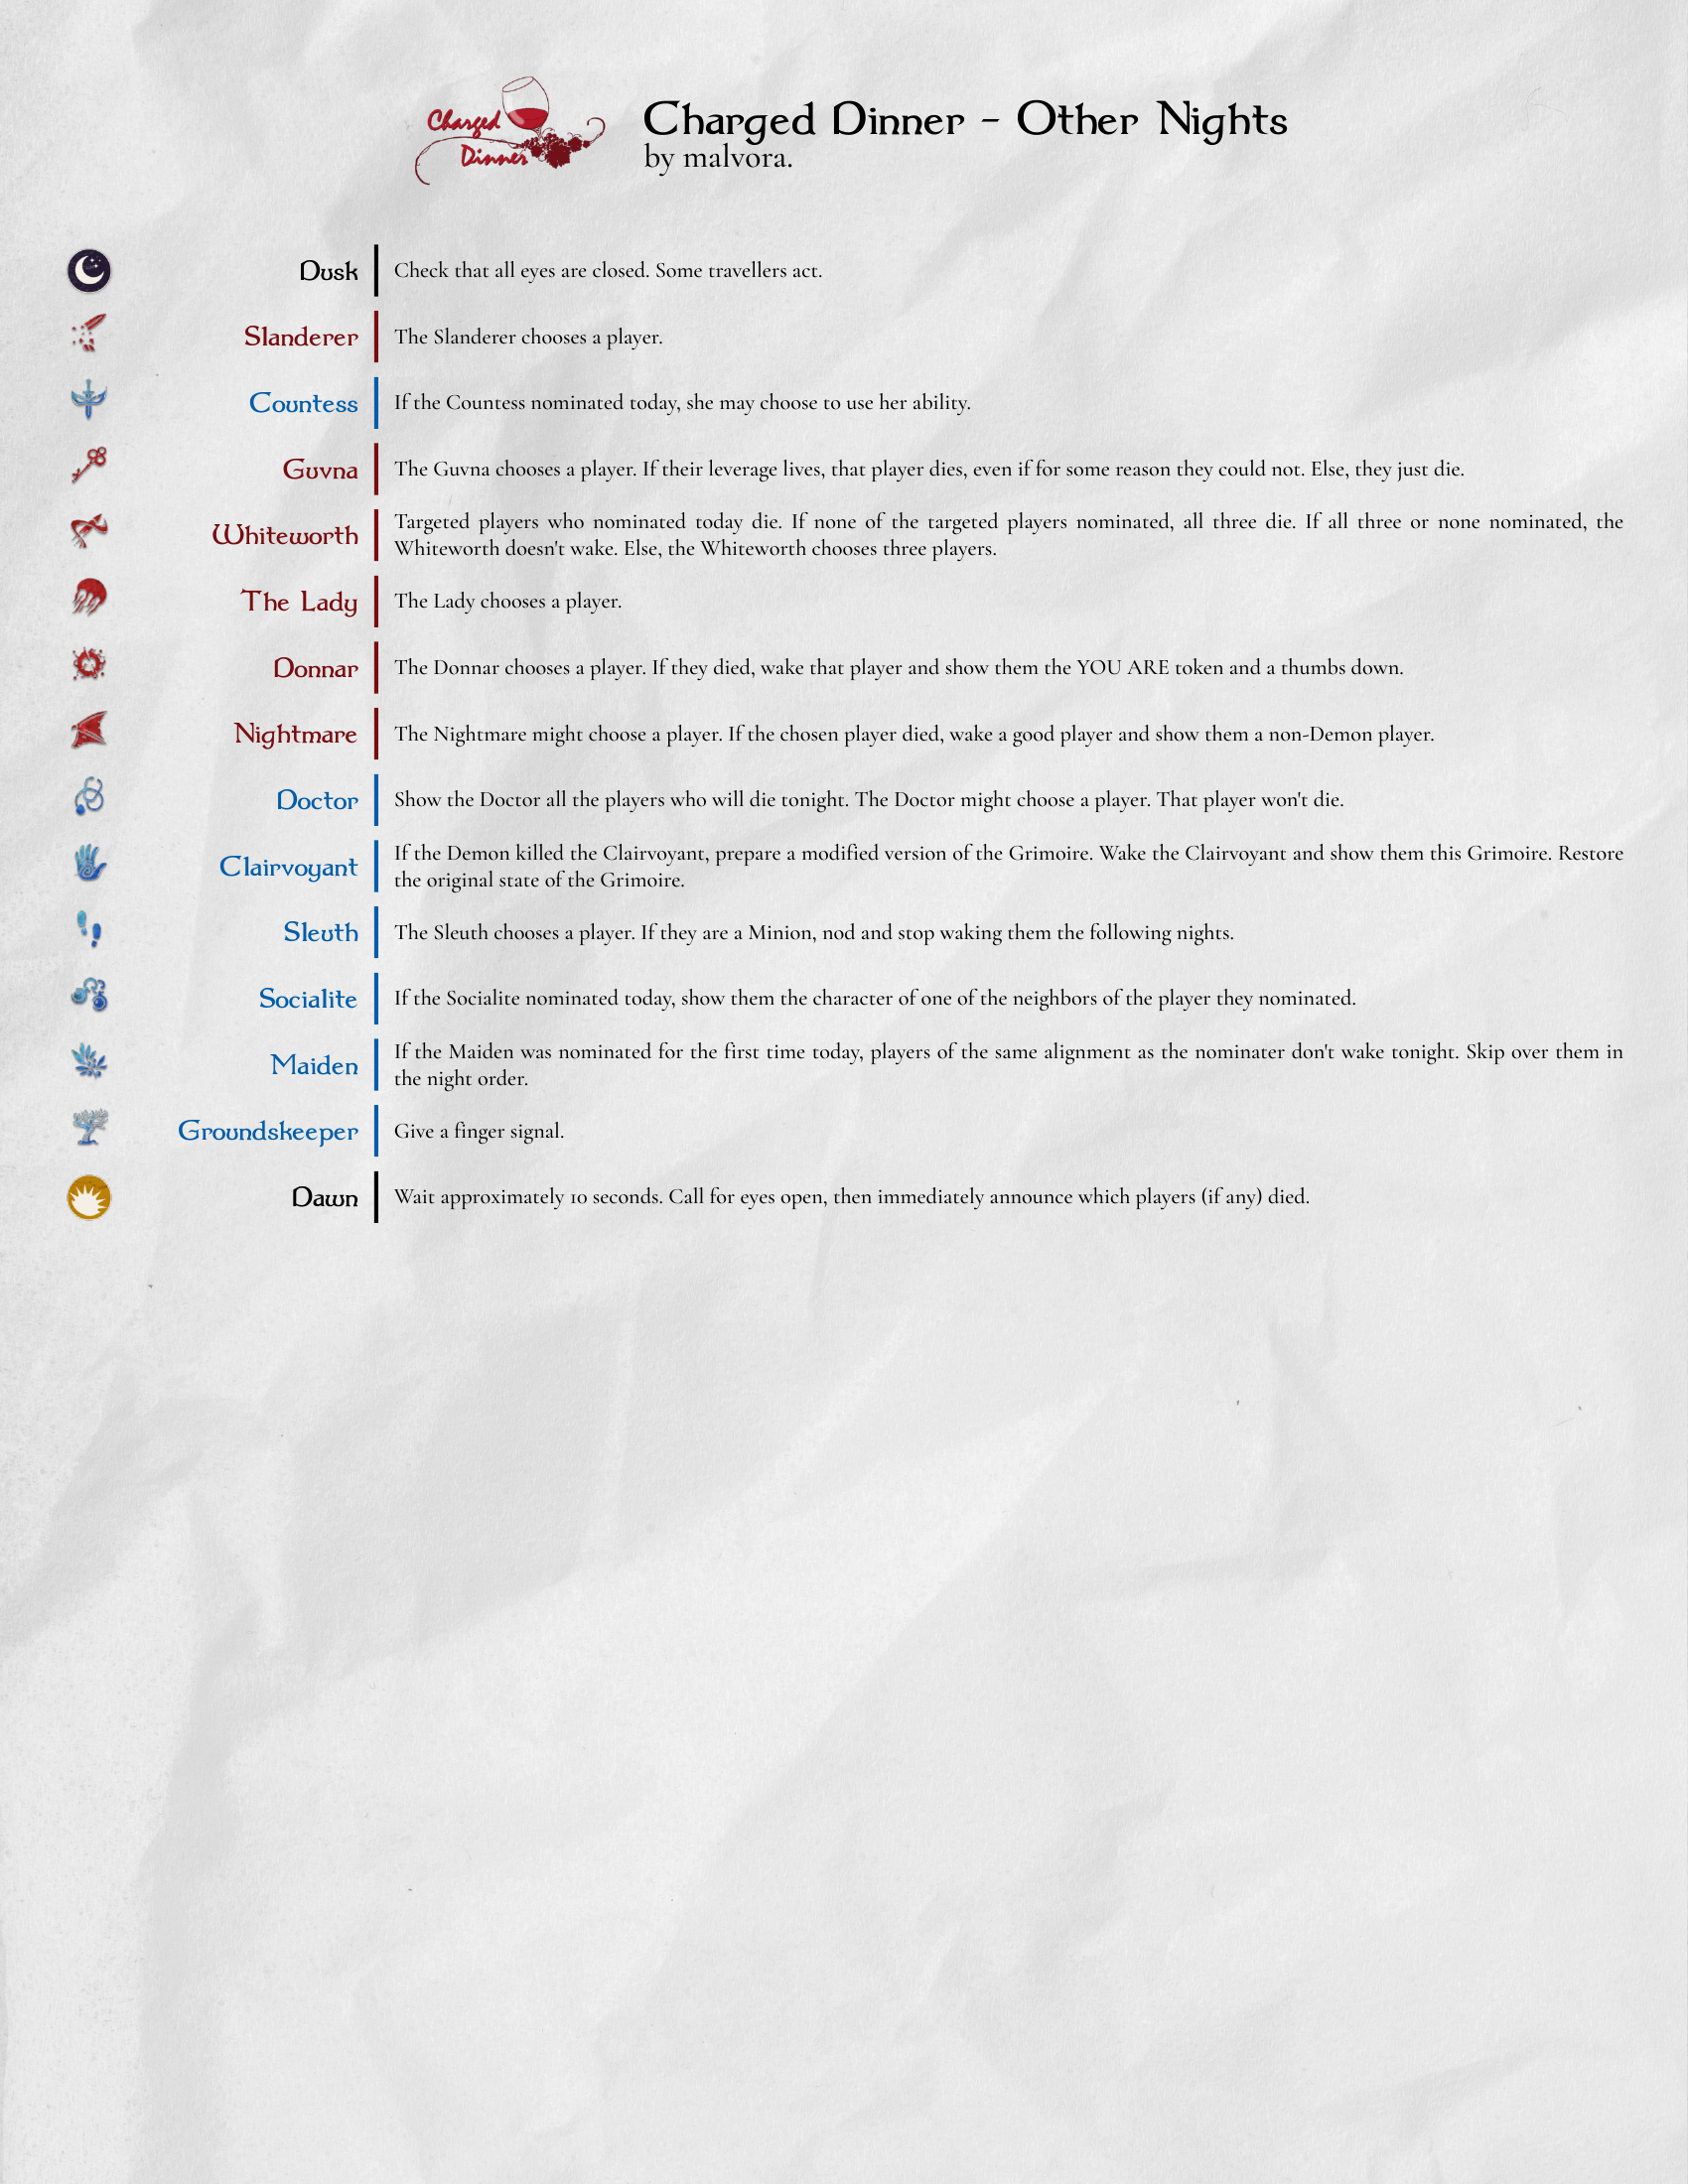 Charged
Dinner
Charged Dinner - Other Nights
by malvora.
Dusk
Check that all eyes are closed. Some travellers act.
Slanderer
The Slanderer chooses a player.
Countess
If the Countess nominated today, she may choose to use her ability.
Guvna
The Guvna chooses a player. If their leverage lives, that player dies, even if for some reason they could not. Else, they just die.
Whiteworth
Targeted players who nominated today die. If none of the targeted players nominated, all three die. If all three or none nominated, the
Whiteworth doesn't wake. Else, the Whiteworth chooses three players.
The Lady
The Lady chooses a player.
Donnar
The Donnar chooses a player. If they died, wake that player and show them the YOU ARE token and a thumbs down.
Nightmare
The Nightmare might choose a player. If the chosen player died, wake a good player and show them a non-Demon player.
Doctor
Show the Doctor all the players who will die tonight. The Doctor might choose a player. That player won't die.
Clairvoyant
If the Demon killed the Clairvoyant, prepare a modified version of the Grimoire. Wake the Clairvoyant and show them this Grimoire. Restore
the original state of the Grimoire.
Sleuth
The Sleuth chooses a player. If they are a Minion, nod and stop waking them the following nights.
Socialite
If the Socialite nominated today, show them the character of one of the neighbors of the player they nominated.
Maiden
If the Maiden was nominated for the first time today, players of the same alignment as the nominater don't wake tonight. Skip over them in
the night order.
Groundskeeper
Give a finger signal.
Dawn
Wait approximately 10 seconds. Call for eyes open, then immediately announce which players (if any) died.